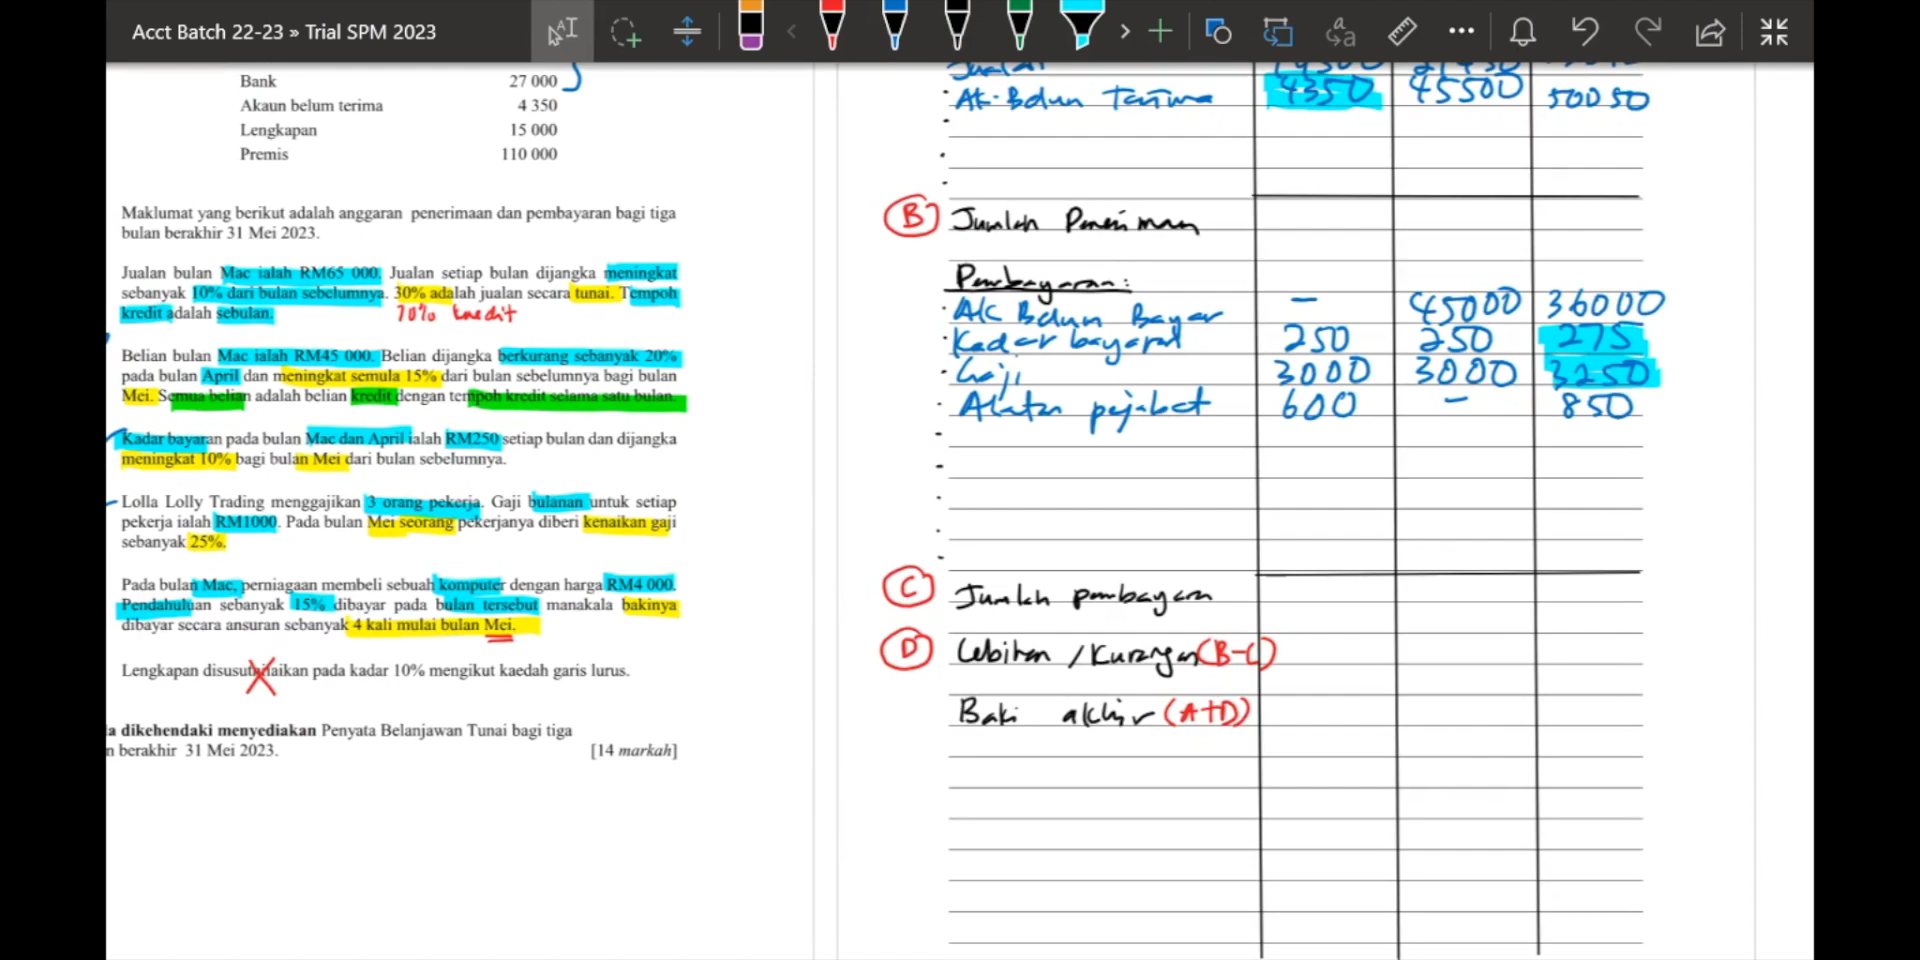 Acct Batch 22-23 » Trial SPM 2023
Bank 27 000
Akaun belum terima 4 350
Lengkapan 15 000
Premis 110 000
Maklumat yang berikut adalah anggaran penerimaan dan pembayaran bagi tiga
bulan berakhir 31 Mei 2023.
Jualan bulan Mac ialah RM65 000. Jualan setiap bulan dijangka meningkat
sebanyak 10% dari bulan sebelumnya. 30% adalah jualan secara tunai. Tempoh
kredit adalah sebulan. 70% kredit
Belian bulan Mac ialah RM45 000. Belian dijangka berkurang sebanyak 20%
pada bulan April dan meningkat semula 15% dari bulan sebelumnya bagi bulan
Mei. Semua belian adalah belian kredit dengan tempoh kredit selama satu bulan.
Kadar bayaran pada bulan Mac dan April ialah RM250 setiap bulan dan dijangka
meningkat 10% bagi bulan Mei dari bulan sebelumnya.
Lolla Lolly Trading menggajikan 3 orang pekerja. Gaji bulanan untuk setiap
pekerja ialah RM1000. Pada bulan Mei seorang pekerjanya diberi kenaikan gaji
sebanyak 25%.
Pada bulan Mac, perniagaan membeli sebuah komputer dengan harga RM4 000.
Pendahuluan sebanyak 15% dibayar pada bulan tersebut manakala bakinya
dibayar secara ansuran sebanyak 4 kali mulai bulan Mei.
Lengkapan disusutnilaikan pada kadar 10% mengikut kaedah garis lurus.
a dikehendaki menyediakan Penyata Belanjawan Tunai bagi tiga
n berakhir 31 Mei 2023. [14 markah]
Jualan
Ak. Belum Terima 4350 45500 50050
B Jumlah Penerimaan
Pembayaran:
Ak Belum Bayar – 45000 36000
Kadar bayaran 250 250 275
Gaji 3000 3000 3250
Alatan pejabat 600 – 850
C Jumlah pembayaran
D Lebihan / Kurangan (B-C)
Baki akhir (A+D)